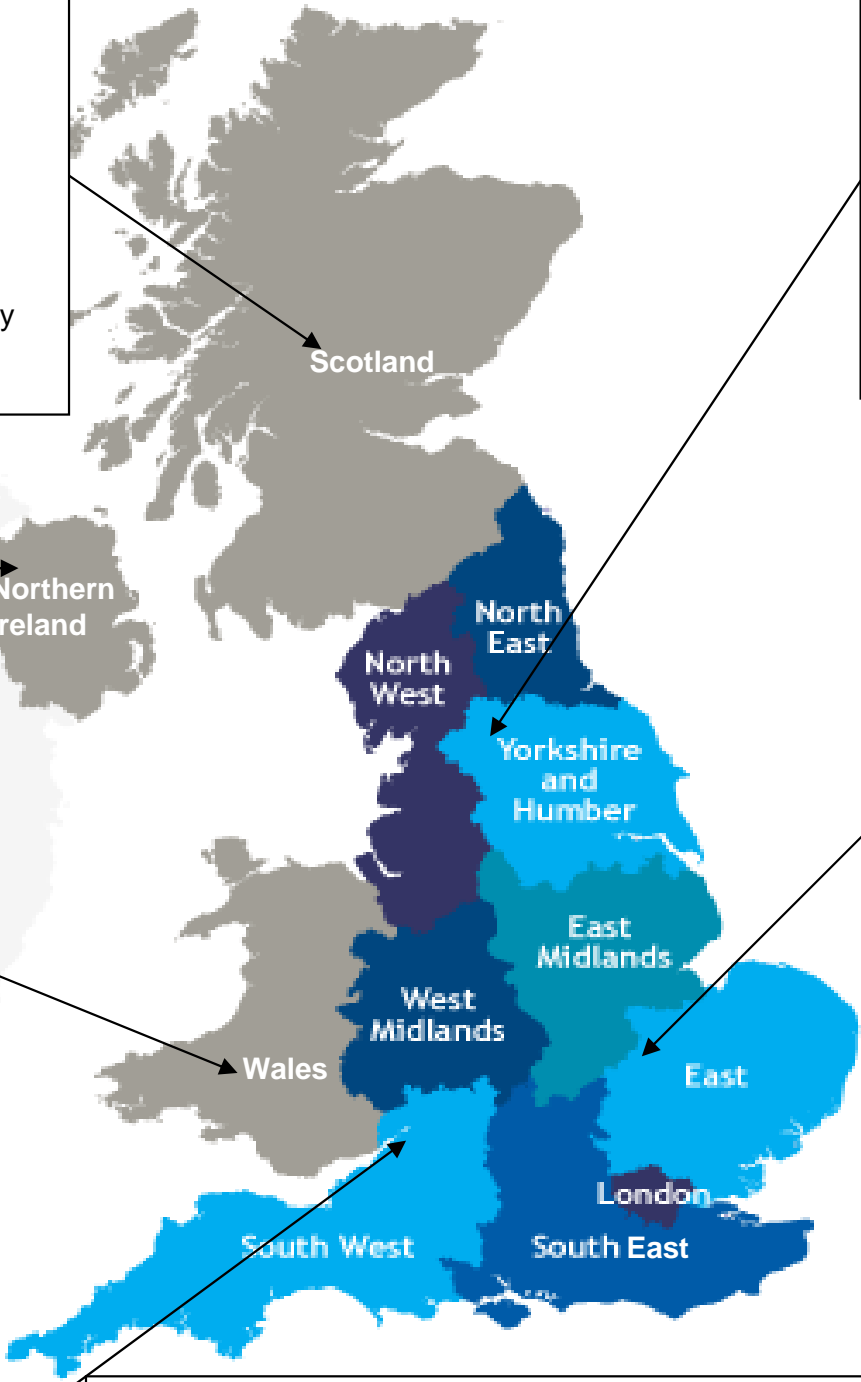 y
Scotland
Northern
reland
North
East
North
West
Yorkshire
and
Humber
East
Midlands
West
Midlands
Wales
East
London
South West
South East